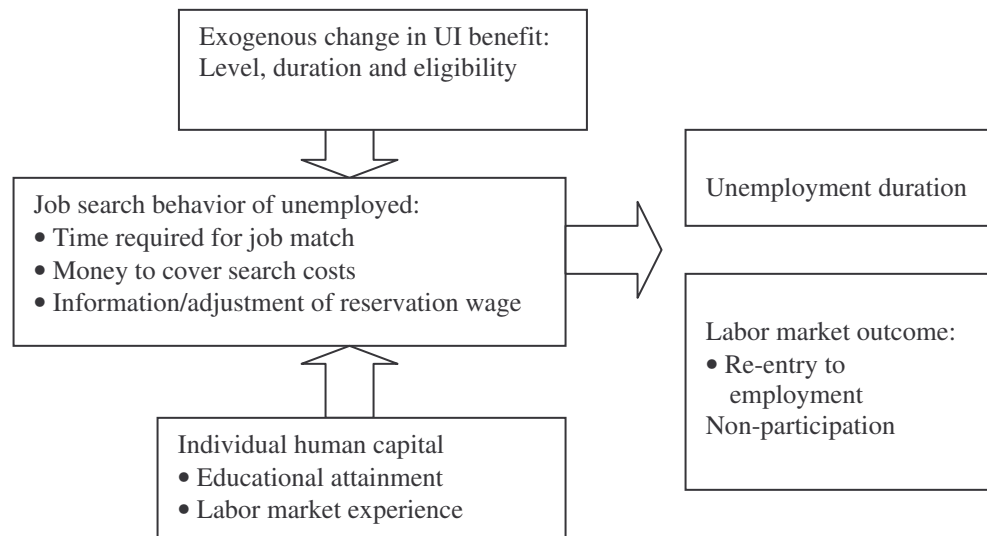 Exogenous change in UI benefit:
Level, duration and eligibility
Job search behavior of unemployed:
• Time required for job match
• Money to cover search costs
• Information/adjustment of reservation wage
Individual human capital
• Educational attainment
• Labor market experience
Unemployment duration
Labor market outcome:
• Re-entry to
employment
Non-participation